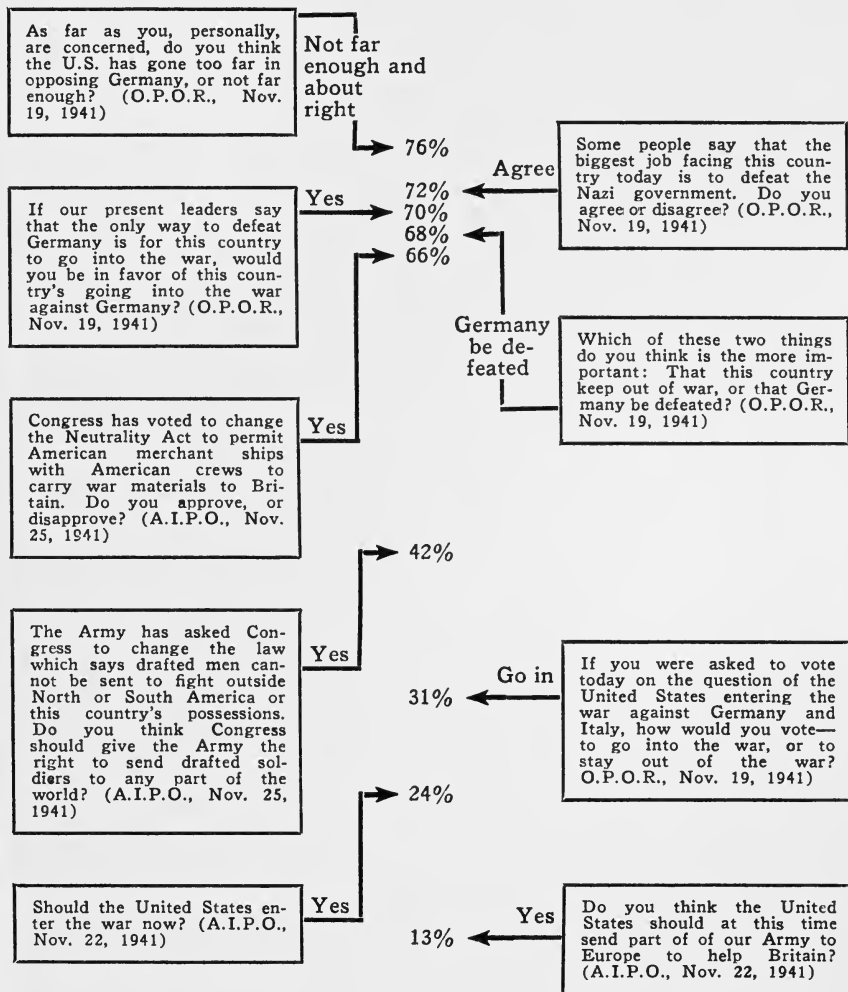 As far as you, personally,
are concerned, do you think
the U.S. has gone too far in
opposing Germany, or not far
enough? (O.P.O.R., Nov.
19, 1941)
Not far
enough and
about
right
76%
Some people say that the
biggest job facing this coun-
try today is to defeat the
Nazi government. Do you
agree or disagree? (O.P.O.R.,
Nov. 19, 1941)
Agree
72%
If our present leaders say
that the only way to defeat
Germany is for this country
to go into the war, would
you be in favor of this coun-
try's going into the war
against Germany? (O.P.O.R.,
Nov. 19, 1941)
Yes
70%
68%
66%
Germany
be de-
feated
Which of these two things
do you think is the more im-
portant: That this country
keep out of war, or that Ger-
many be defeated? (O.P.O.R.,
Nov. 19, 1941)
Congress has voted to change
the Neutrality Act to permit
American merchant ships
with American crews to
carry war materials to Bri-
tain. Do you approve, or
disapprove? (A.I.P.O., Nov.
25, 1941)
Yes
42%
The Army has asked Con-
gress to change the law
which says drafted men can-
not be sent to fight outside
North or South America or
this country's possessions.
Do you think Congress
should give the Army the
right to send drafted sol-
diers to any part of the
world? (A.I.P.O., Nov. 25,
1941)
Yes
31%
Go in
If you were asked to vote
today on the question of the
United States entering the
war against Germany and
Italy, how would you vote—
to go into the war, or to
stay out of the war?
O.P.O.R., Nov. 19, 1941)
24%
Should the United States en-
ter the war now? (A.I.P.O.,
Nov. 22, 1941)
Yes
13%
Yes
Do you think the United
States should at this time
send part of of our Army to
Europe to help Britain?
(A.I.P.O., Nov. 22, 1941)